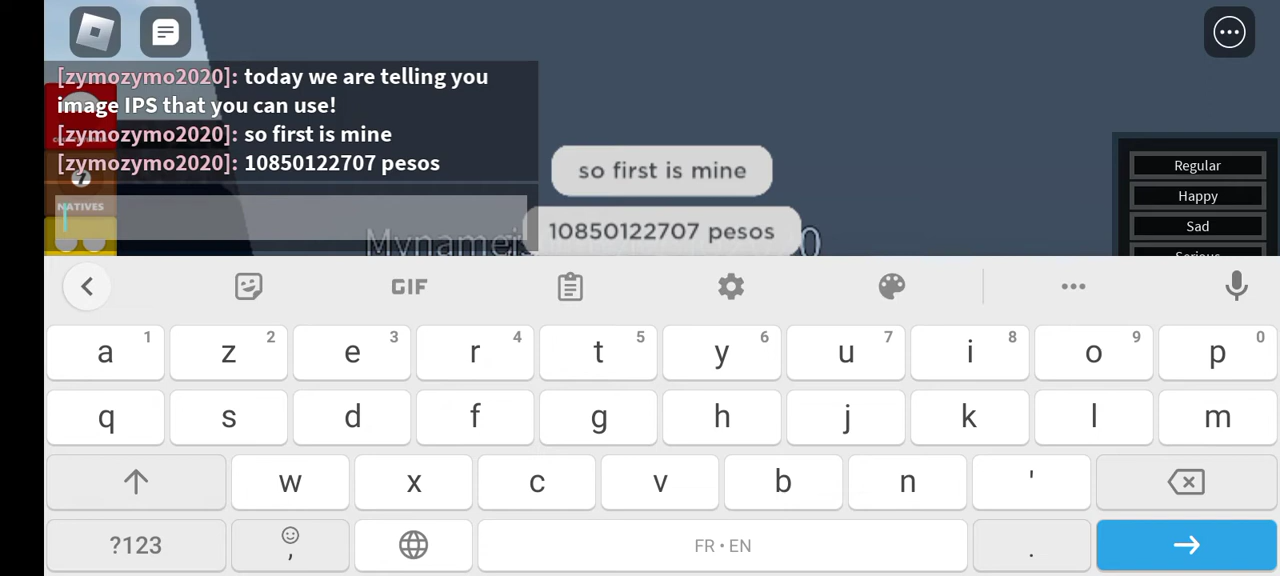 [zymozymo2020]: today we are telling you
image IPS that you can use!
[zymozymo2020]: so first is mine
[zymozymo2020]: 10850122707 pesos
so first is mine
10850122707 pesos
NATIVES
Regular
Happy
Sad
Serious
GIF
a 1 z 2 e 3 r 4 t 5 y 6 u 7 i 8 o 9 p 0
q s d f g h j k l m
w x c v b n '
?123 , FR • EN .